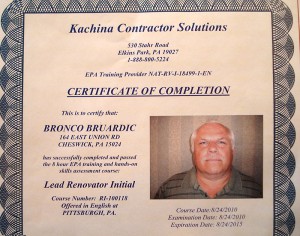 Kachina Contractor Solutions
530 Stahr Road
Elkins Park, PA 19027
1-888-800-5224
EPA Training Provider NAT-RV-I-18499-1-EN
CERTIFICATE OF COMPLETION
This is to certify that:
BRONCO BRUARDIC
164 EAST UNION RD
CHESWICK, PA 15024
has successfully completed and passed
the 8 hour EPA training and hands-on
skills assessment course:
Lead Renovator Initial
Course Number: RI-100118
Offered in English at
PITTSBURGH, PA.
Course Date:8/24/2010
Examination Date: 8/24/2010
Expiration Date: 8/24/2015